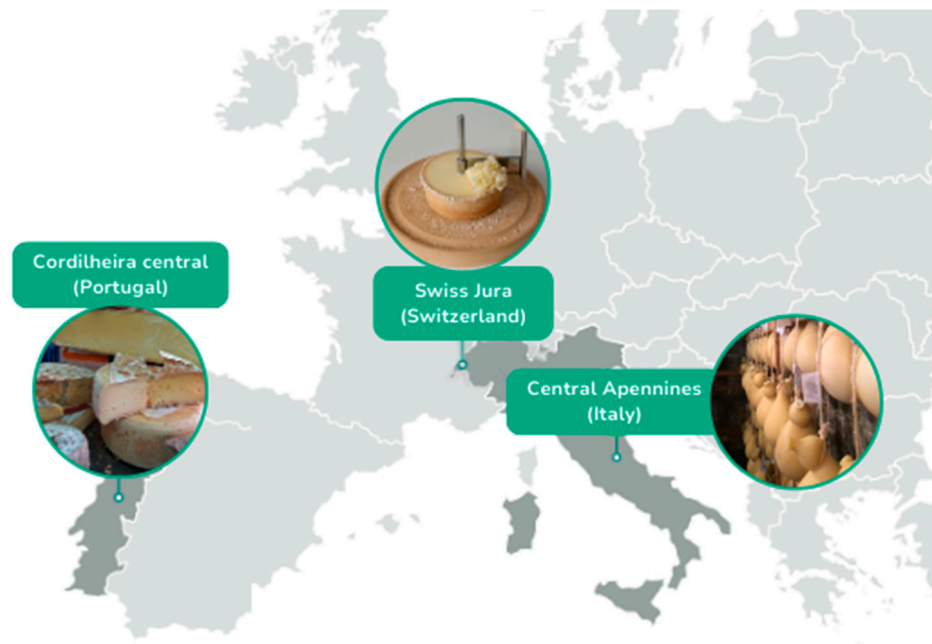 Cordilheira central
(Portugal)
Swiss Jura
(Switzerland)
Central Apennines
(Italy)